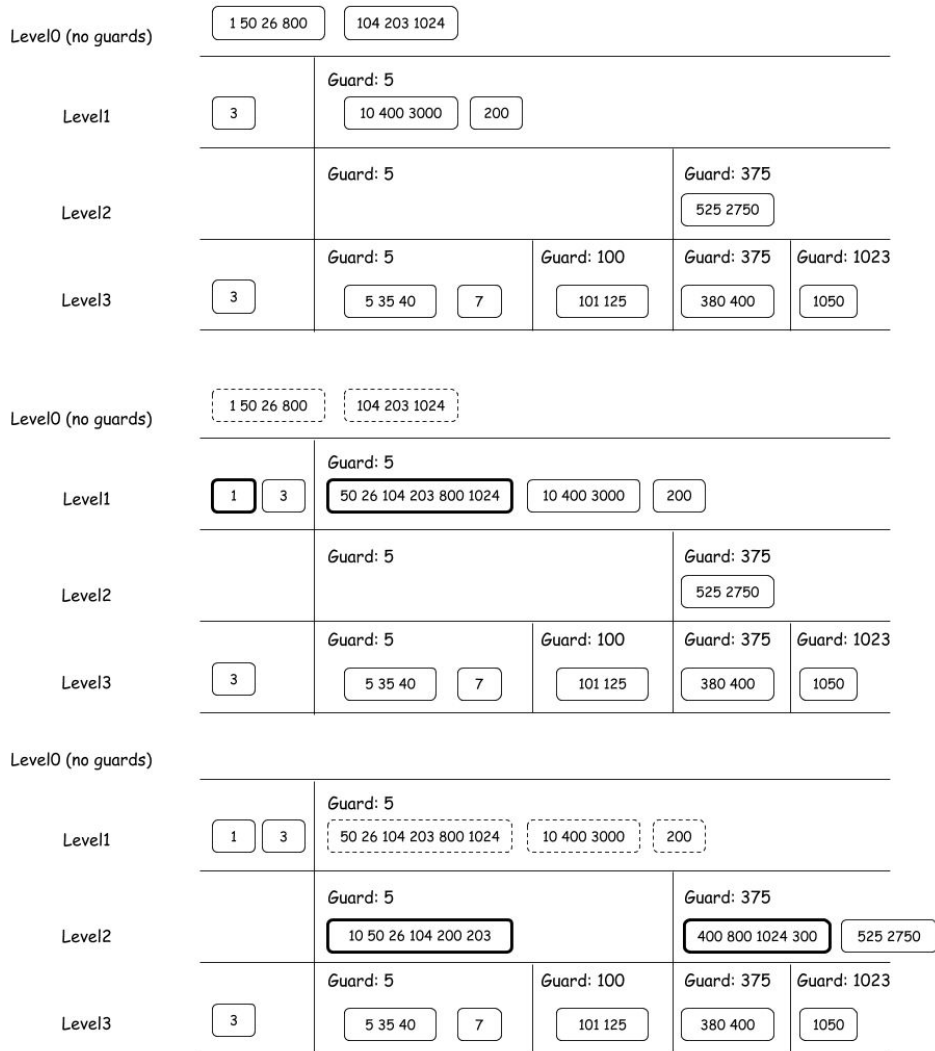 Level0 (no guards) 1 50 26 800 104 203 1024
Guard: 5
Level1 3 10 400 3000 200
Guard: 5 Guard: 375
Level2 525 2750
Guard: 5 Guard: 100 Guard: 375 Guard: 1023
Level3 3 5 35 40 7 101 125 380 400 1050
Level0 (no guards) 1 50 26 800 104 203 1024
Guard: 5
Level1 1 3 50 26 104 203 800 1024 10 400 3000 200
Guard: 5 Guard: 375
Level2 525 2750
Guard: 5 Guard: 100 Guard: 375 Guard: 1023
Level3 3 5 35 40 7 101 125 380 400 1050
Level0 (no guards)
Guard: 5
Level1 1 3 50 26 104 203 800 1024 10 400 3000 200
Guard: 5 Guard: 375
Level2 10 50 26 104 200 203 400 800 1024 300 525 2750
Guard: 5 Guard: 100 Guard: 375 Guard: 1023
Level3 3 5 35 40 7 101 125 380 400 1050